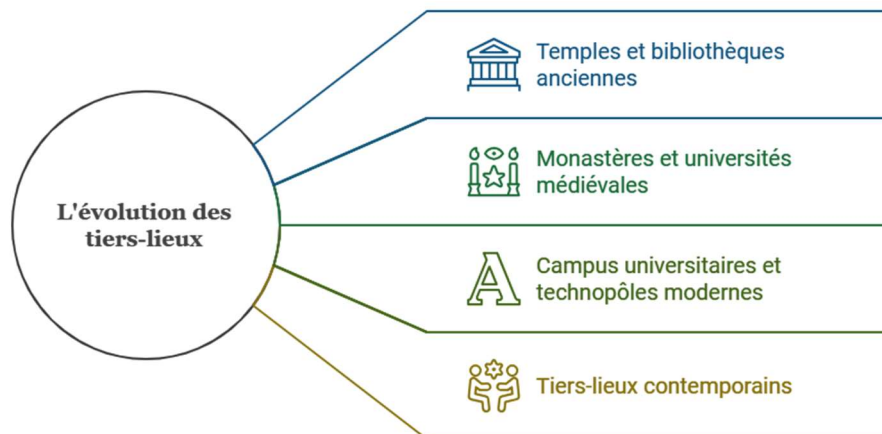 L'évolution des
tiers-lieux
Temples et bibliothèques
anciennes
Monastères et universités
médiévales
Campus universitaires et
technopôles modernes
Tiers-lieux contemporains